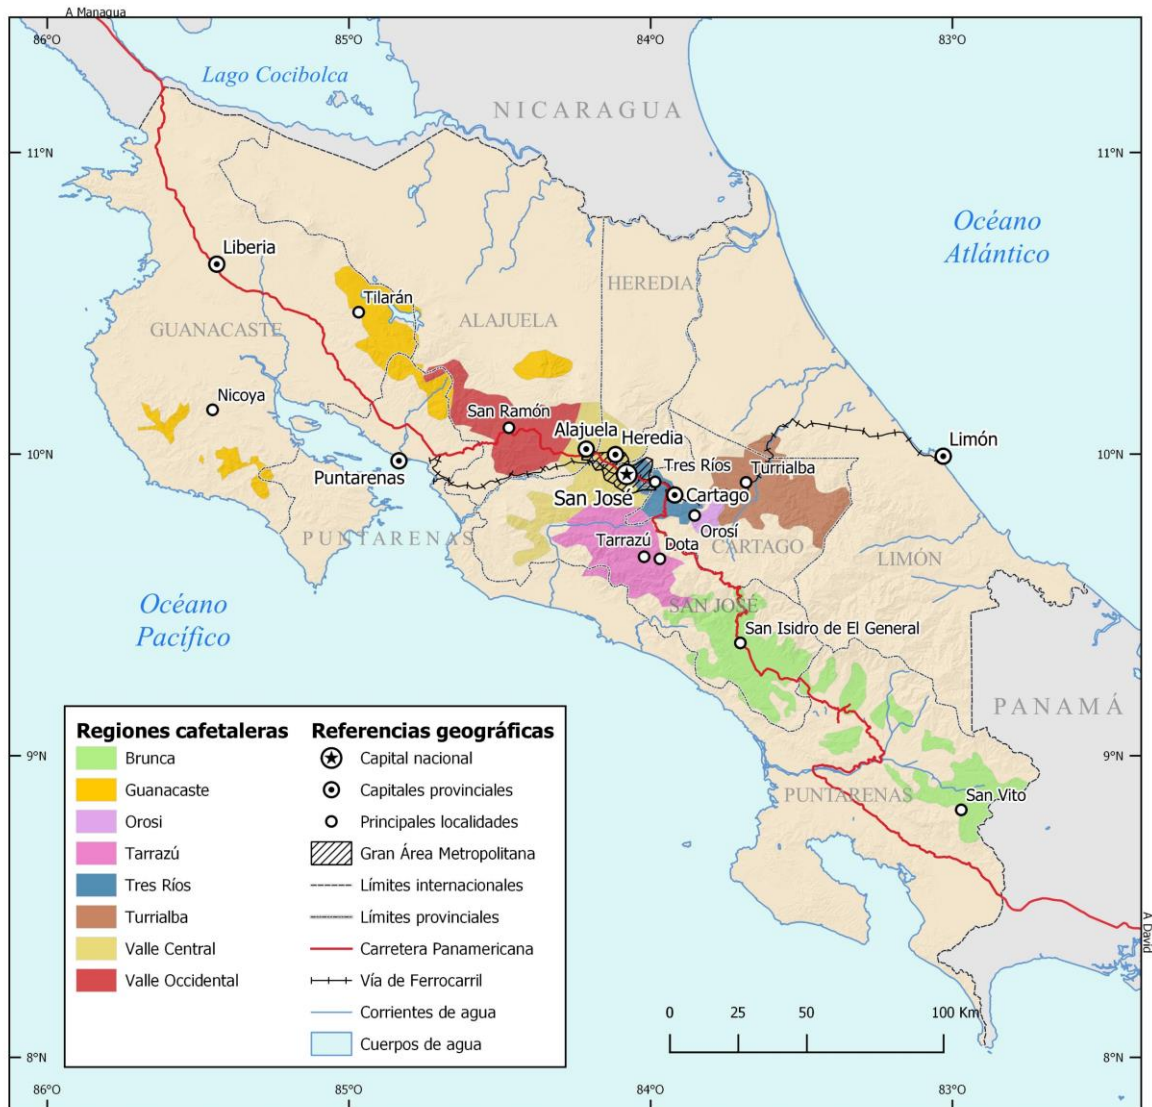 A Managua
86°O
85°O
84°O
83°O
Lago Cocibolca
NICARAGUA
11°N
11°N
Océano
Atlántico
Liberia
HEREDIA
Tilarán
GUANACASTE
ALAJUELA
Nicoya
San Ramón
Alajuela
Heredia
Limón
10°N
10°N
Puntarenas
Tres Ríos
Turrialba
San José
Cartago
Orosí
PUNTARENAS
Tarrazú
Dota
CARTAGO
LIMÓN
Océano
Pacífico
SAN JOSÉ
San Isidro de El General
PANAMÁ
Regiones cafetaleras
Brunca
Guanacaste
Orosi
Tarrazú
Tres Ríos
Turrialba
Valle Central
Valle Occidental
Referencias geográficas
Capital nacional
Capitales provinciales
Principales localidades
Gran Área Metropolitana
Límites internacionales
Límites provinciales
Carretera Panamericana
Vía de Ferrocarril
Corrientes de agua
Cuerpos de agua
9°N
9°N
PUNTARENAS
San Vito
A David
0 25 50 100 Km
8°N
8°N
86°O
85°O
84°O
83°O